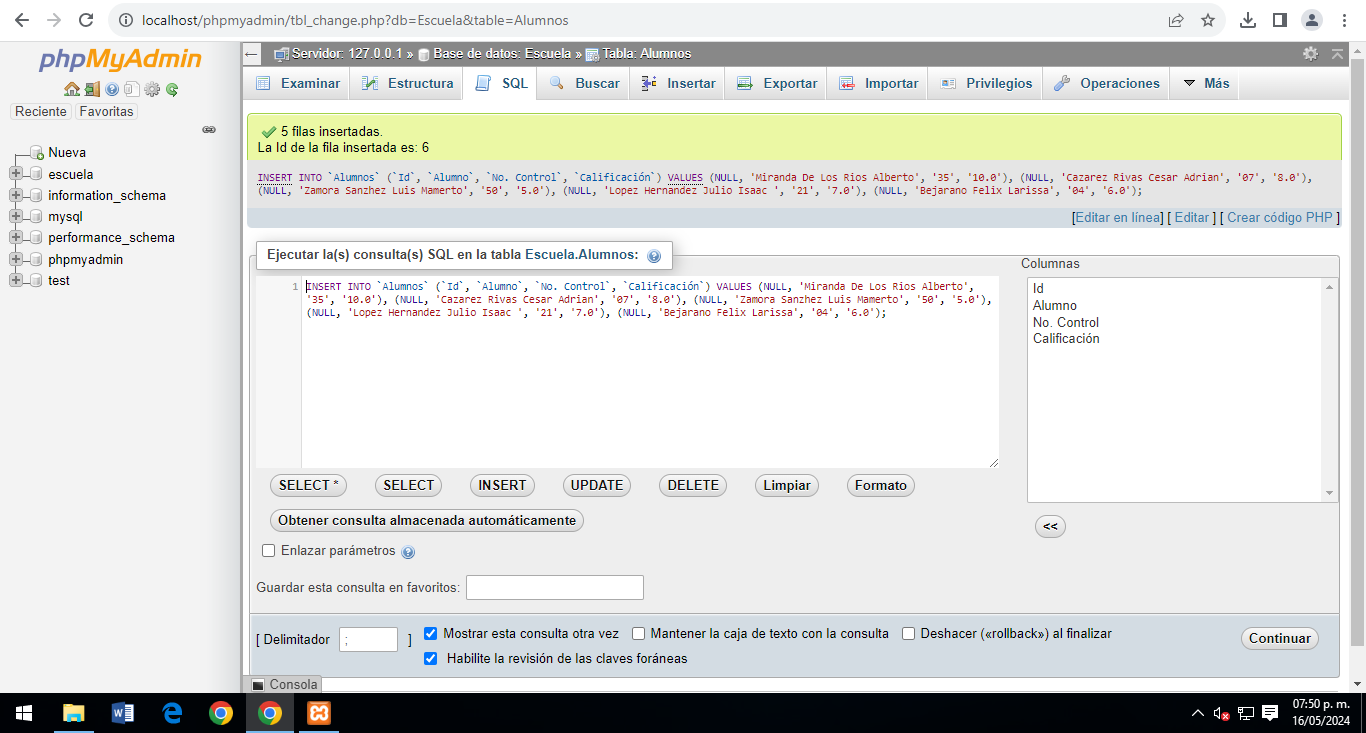 localhost/phpmyadmin/tbl_change.php?db=Escuela&table=Alumnos
phpMyAdmin
Reciente Favoritas
Nueva
escuela
information_schema
mysql
performance_schema
phpmyadmin
test
Servidor: 127.0.0.1 » Base de datos: Escuela » Tabla: Alumnos
Examinar Estructura SQL Buscar Insertar Exportar Importar Privilegios Operaciones Más
5 filas insertadas.
La Id de la fila insertada es: 6
INSERT INTO `Alumnos` (`Id`, `Alumno`, `No. Control`, `Calificación`) VALUES (NULL, 'Miranda De Los Rios Alberto', '35', '10.0'), (NULL, 'Cazarez Rivas Cesar Adrian', '07', '8.0'),
(NULL, 'Zamora Sanzhez Luis Mamerto', '50', '5.0'), (NULL, 'Lopez Hernandez Julio Isaac ', '21', '7.0'), (NULL, 'Bejarano Felix Larissa', '04', '6.0');
[Editar en línea] [ Editar ] [ Crear código PHP ]
Ejecutar la(s) consulta(s) SQL en la tabla Escuela.Alumnos:
1 INSERT INTO `Alumnos` (`Id`, `Alumno`, `No. Control`, `Calificación`) VALUES (NULL, 'Miranda De Los Rios Alberto',
'35', '10.0'), (NULL, 'Cazarez Rivas Cesar Adrian', '07', '8.0'), (NULL, 'Zamora Sanzhez Luis Mamerto', '50', '5.0'),
(NULL, 'Lopez Hernandez Julio Isaac ', '21', '7.0'), (NULL, 'Bejarano Felix Larissa', '04', '6.0');
Columnas
Id
Alumno
No. Control
Calificación
SELECT * SELECT INSERT UPDATE DELETE Limpiar Formato
Obtener consulta almacenada automáticamente
<<
Enlazar parámetros
Guardar esta consulta en favoritos:
[ Delimitador ; ] Mostrar esta consulta otra vez Mantener la caja de texto con la consulta Deshacer («rollback») al finalizar
Habilite la revisión de las claves foráneas
Continuar
Consola
07:50 p. m.
16/05/2024